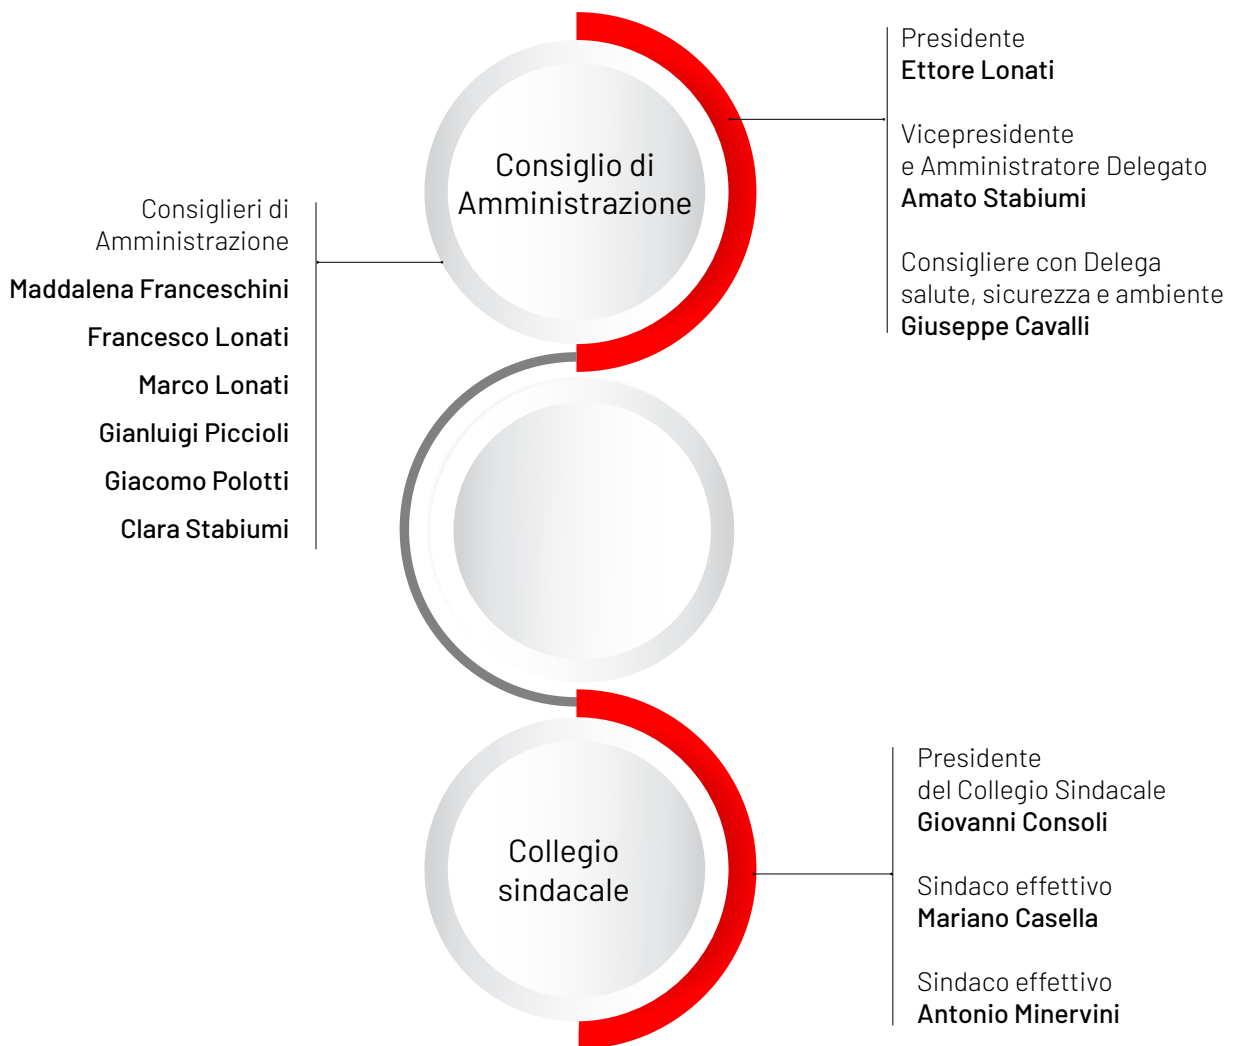 Consiglio di
Amministrazione
Presidente
Ettore Lonati
Vicepresidente
e Amministratore Delegato
Amato Stabiumi
Consigliere con Delega
salute, sicurezza e ambiente
Giuseppe Cavalli
Consiglieri di
Amministrazione
Maddalena Franceschini
Francesco Lonati
Marco Lonati
Gianluigi Piccioli
Giacomo Polotti
Clara Stabiumi
Collegio
sindacale
Presidente
del Collegio Sindacale
Giovanni Consoli
Sindaco effettivo
Mariano Casella
Sindaco effettivo
Antonio Minervini